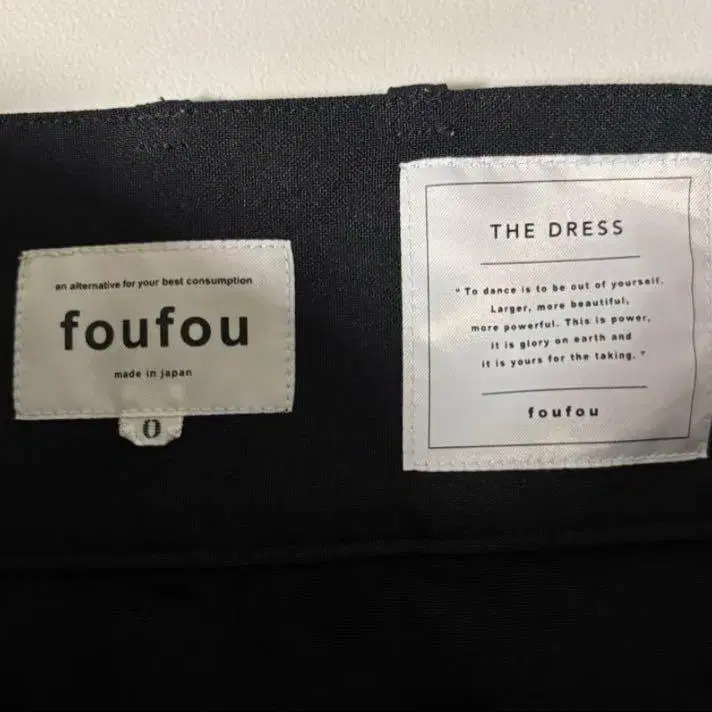 an alternative for your best consumption
foufou
made in japan
0
THE DRESS
" To dance is to be out of yourself.
Larger, more beautiful,
more powerful. This is power,
it is glory on earth and
it is yours for the taking. "
foufou